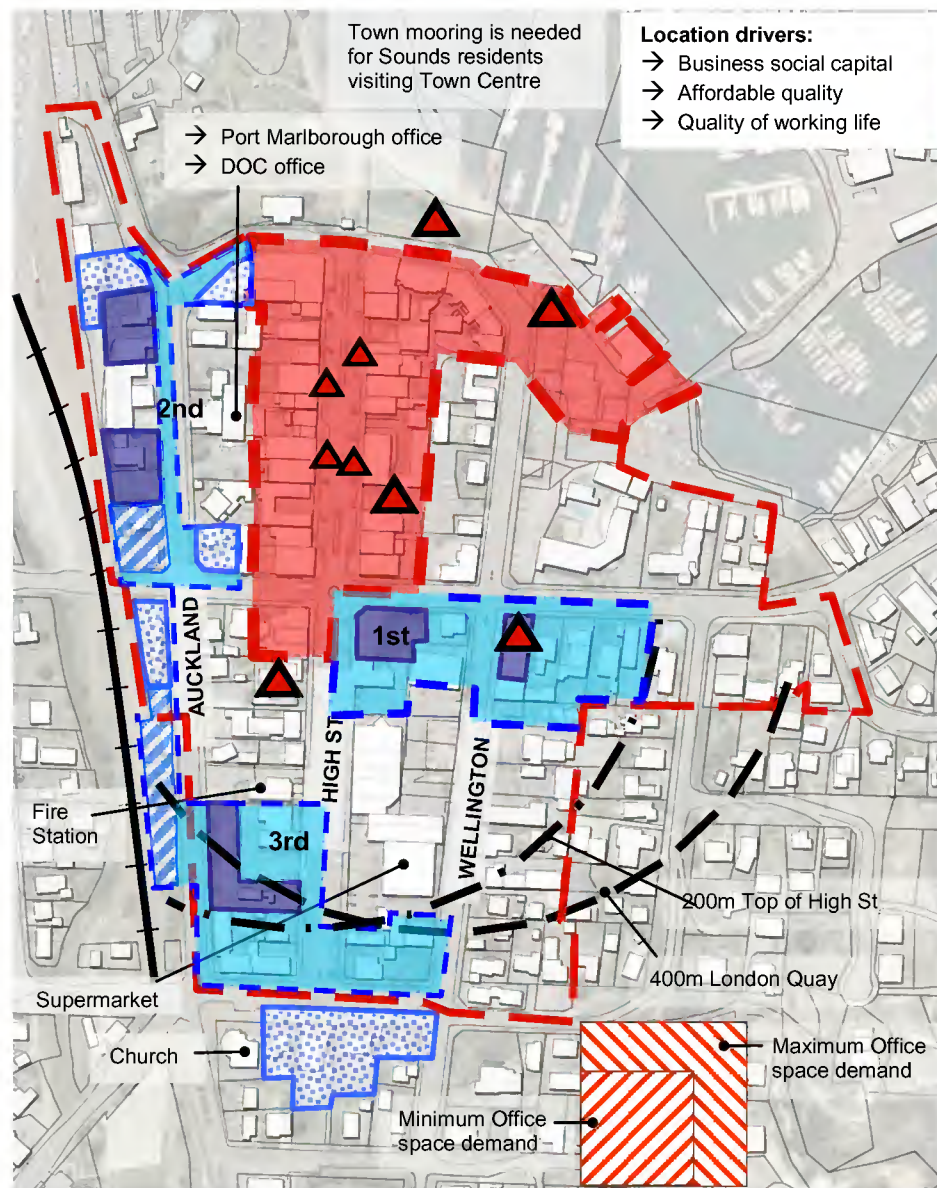 Town mooring is needed
for Sounds residents
visiting Town Centre
Location drivers:
→ Business social capital
→ Affordable quality
→ Quality of working life
→ Port Marlborough office
→ DOC office
2nd
1st
AUCKLAND
HIGH ST
WELLINGTON
Fire
Station
3rd
200m Top of High St
400m London Quay
Supermarket
Church
Maximum Office
space demand
Minimum Office
space demand